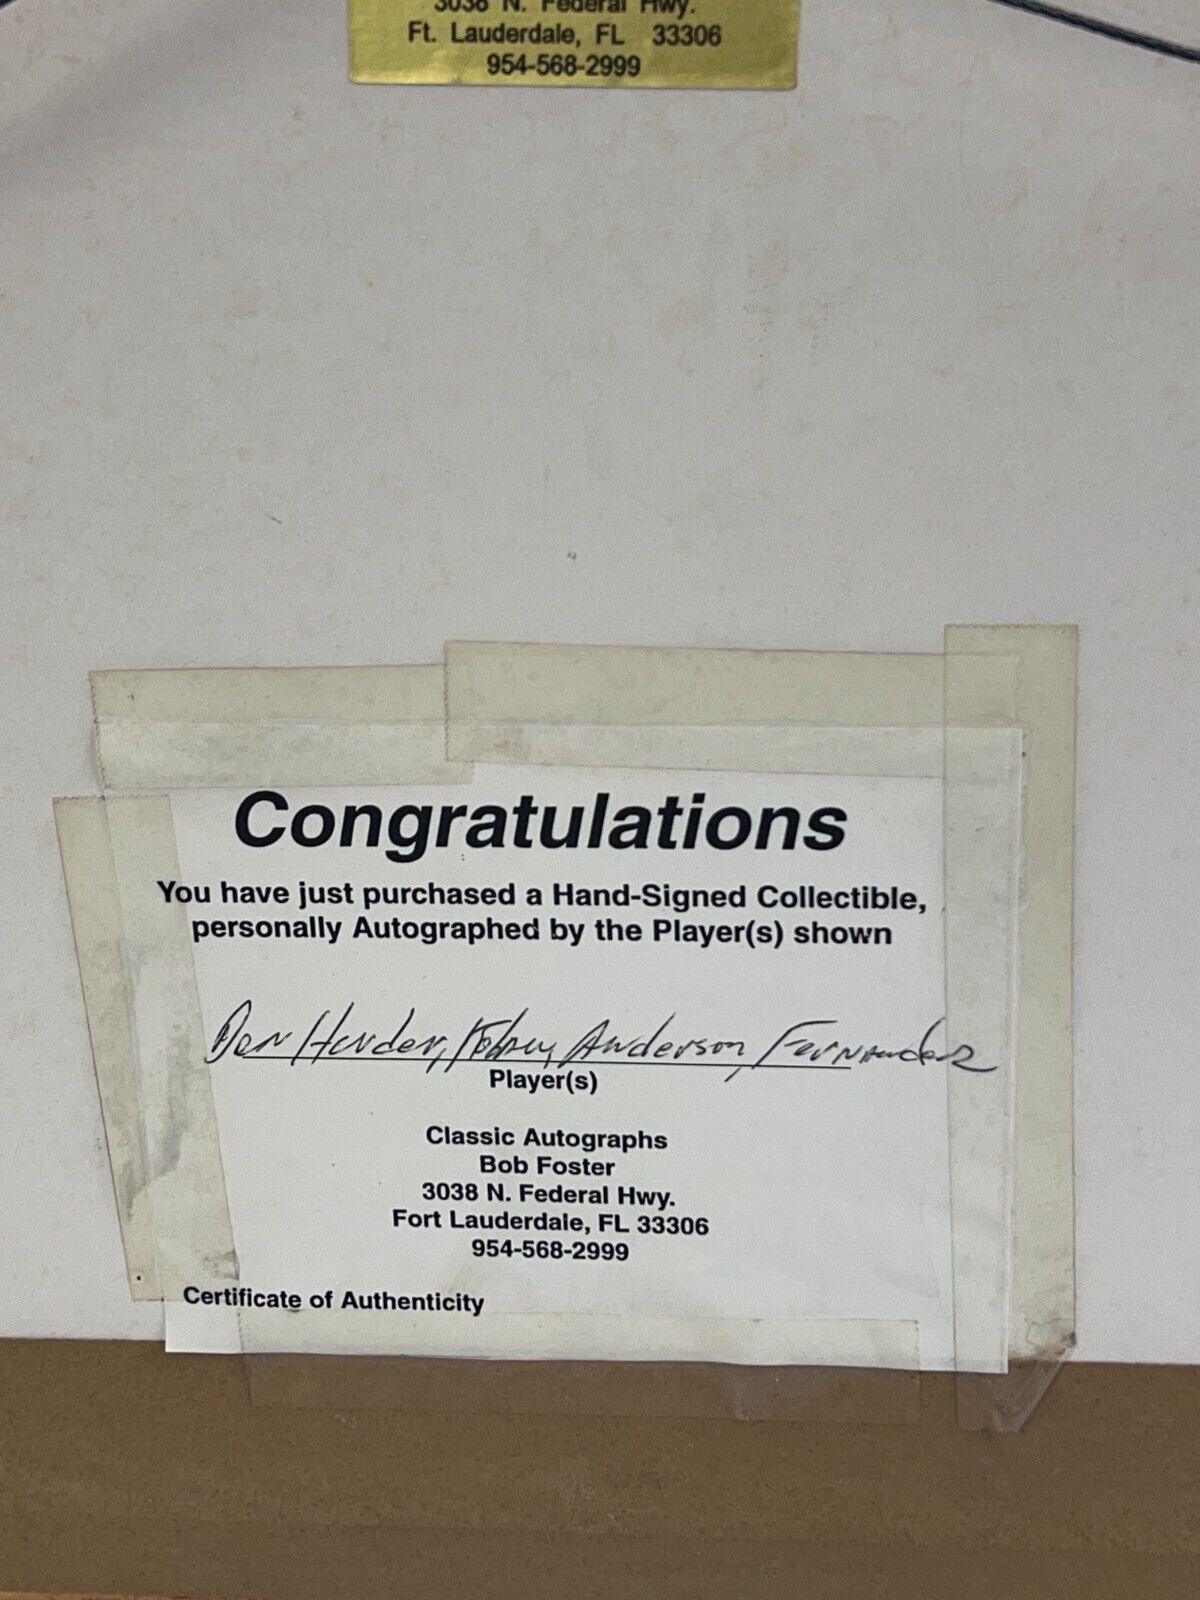 3038 N. Federal Hwy.
Ft. Lauderdale, FL 33306
954-568-2999
Congratulations
You have just purchased a Hand-Signed Collectible,
personally Autographed by the Player(s) shown
Harder, Anderson, Fernandez
Player(s)
Classic Autographs
Bob Foster
3038 N. Federal Hwy.
Fort Lauderdale, FL 33306
954-568-2999
Certificate of Authenticity